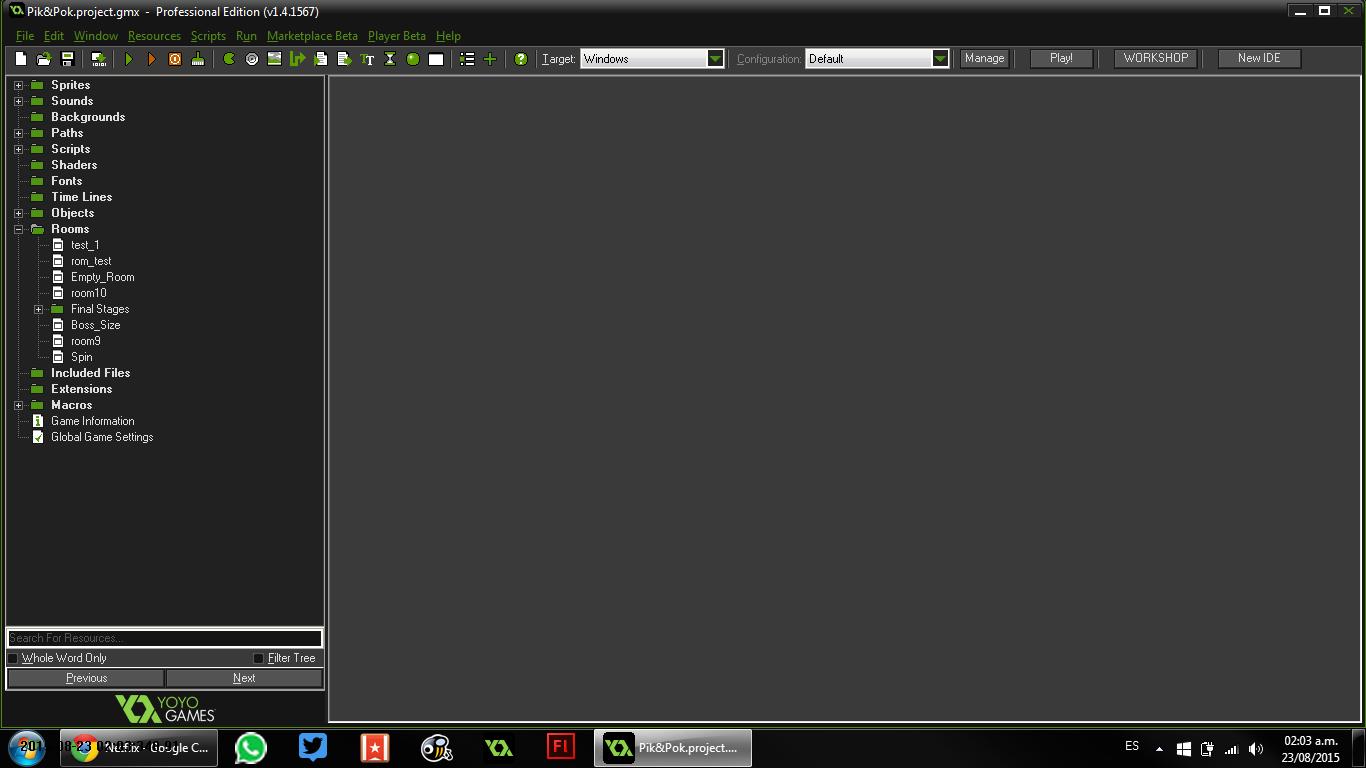 Pik&Pok.project.gmx - Professional Edition (v1.4.1567)
File Edit Window Resources Scripts Run Marketplace Beta Player Beta Help
Target: Windows Configuration: Default Manage Play! WORKSHOP New IDE
Sprites
Sounds
Backgrounds
Paths
Scripts
Shaders
Fonts
Time Lines
Objects
Rooms
test_1
rom_test
Empty_Room
room10
Final Stages
Boss_Size
room9
Spin
Included Files
Extensions
Macros
Game Information
Global Game Settings
Search For Resources...
Whole Word Only Filter Tree
Previous Next
YOYO
GAMES
Netflix - Google C...
Fl
Pik&Pok.project....
ES
02:03 a.m.
23/08/2015